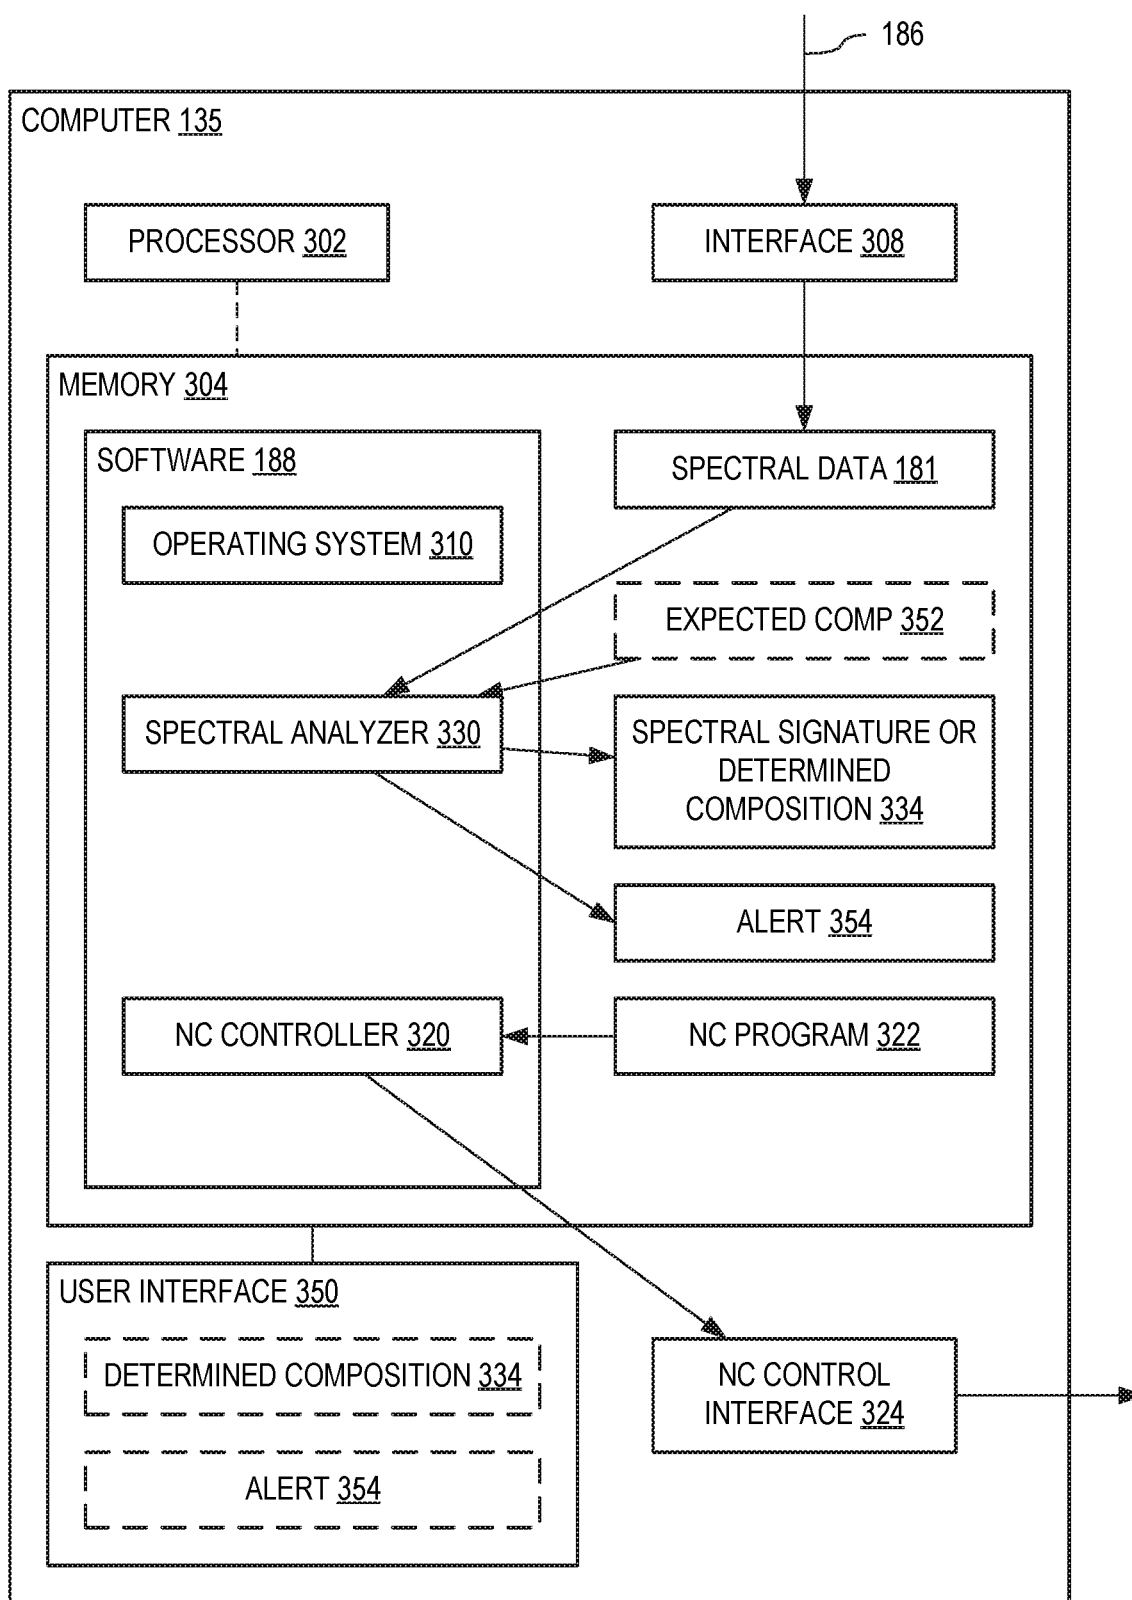 186
COMPUTER 135
PROCESSOR 302
INTERFACE 308
MEMORY 304
SOFTWARE 188
SPECTRAL DATA 181
OPERATING SYSTEM 310
EXPECTED COMP 352
SPECTRAL ANALYZER 330
SPECTRAL SIGNATURE OR
DETERMINED
COMPOSITION 334
ALERT 354
NC CONTROLLER 320
NC PROGRAM 322
USER INTERFACE 350
DETERMINED COMPOSITION 334
ALERT 354
NC CONTROL
INTERFACE 324